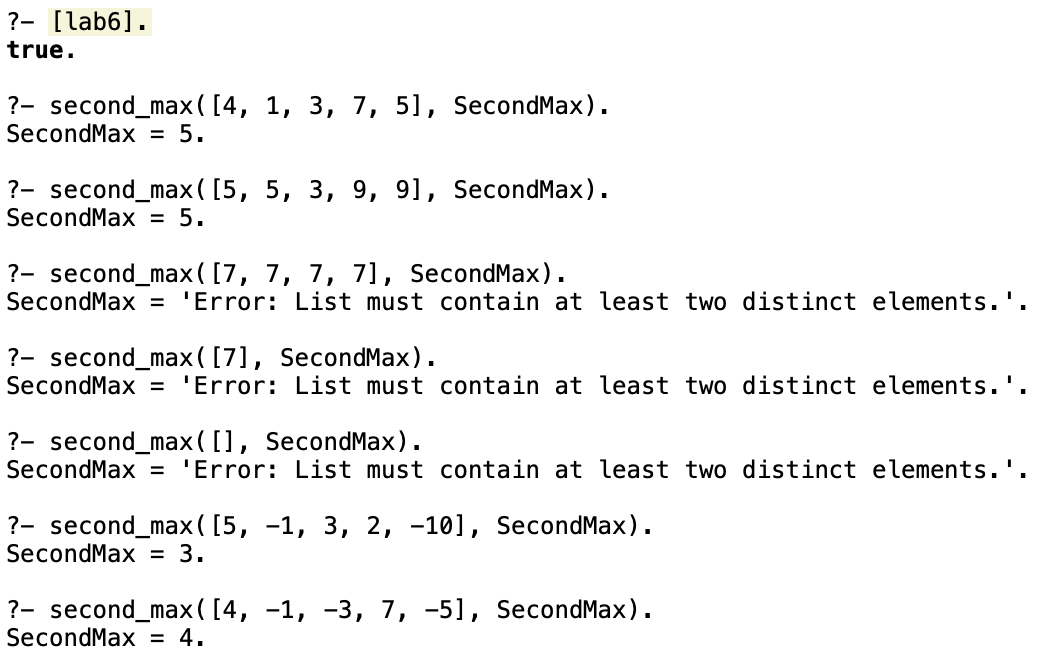 ?- [lab6].
true.
?- second_max([4, 1, 3, 7, 5], SecondMax).
SecondMax = 5.
?- second_max([5, 5, 3, 9, 9], SecondMax).
SecondMax = 5.
?- second_max([7, 7, 7, 7], SecondMax).
SecondMax = 'Error: List must contain at least two distinct elements.'.
?- second_max([7], SecondMax).
SecondMax = 'Error: List must contain at least two distinct elements.'.
?- second_max([], SecondMax).
SecondMax = 'Error: List must contain at least two distinct elements.'.
?- second_max([5, -1, 3, 2, -10], SecondMax).
SecondMax = 3.
?- second_max([4, -1, -3, 7, -5], SecondMax).
SecondMax = 4.